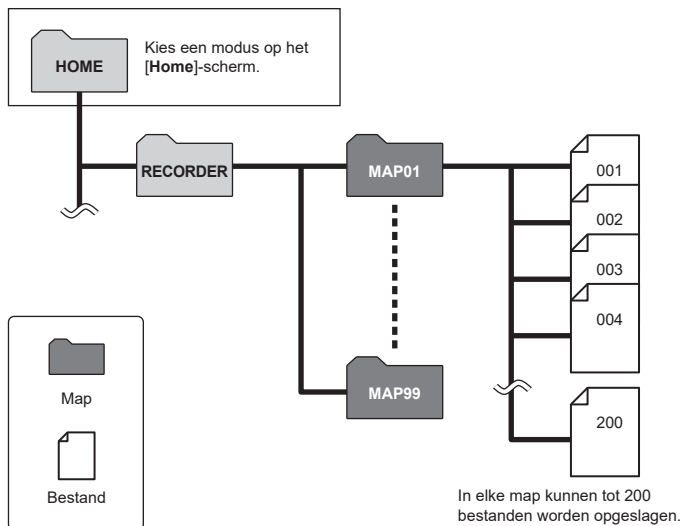 HOME
Kies een modus op het
[Home]-scherm.
RECORDER
MAP01
001
002
003
004
MAP99
200
Map
Bestand
In elke map kunnen tot 200
bestanden worden opgeslagen.